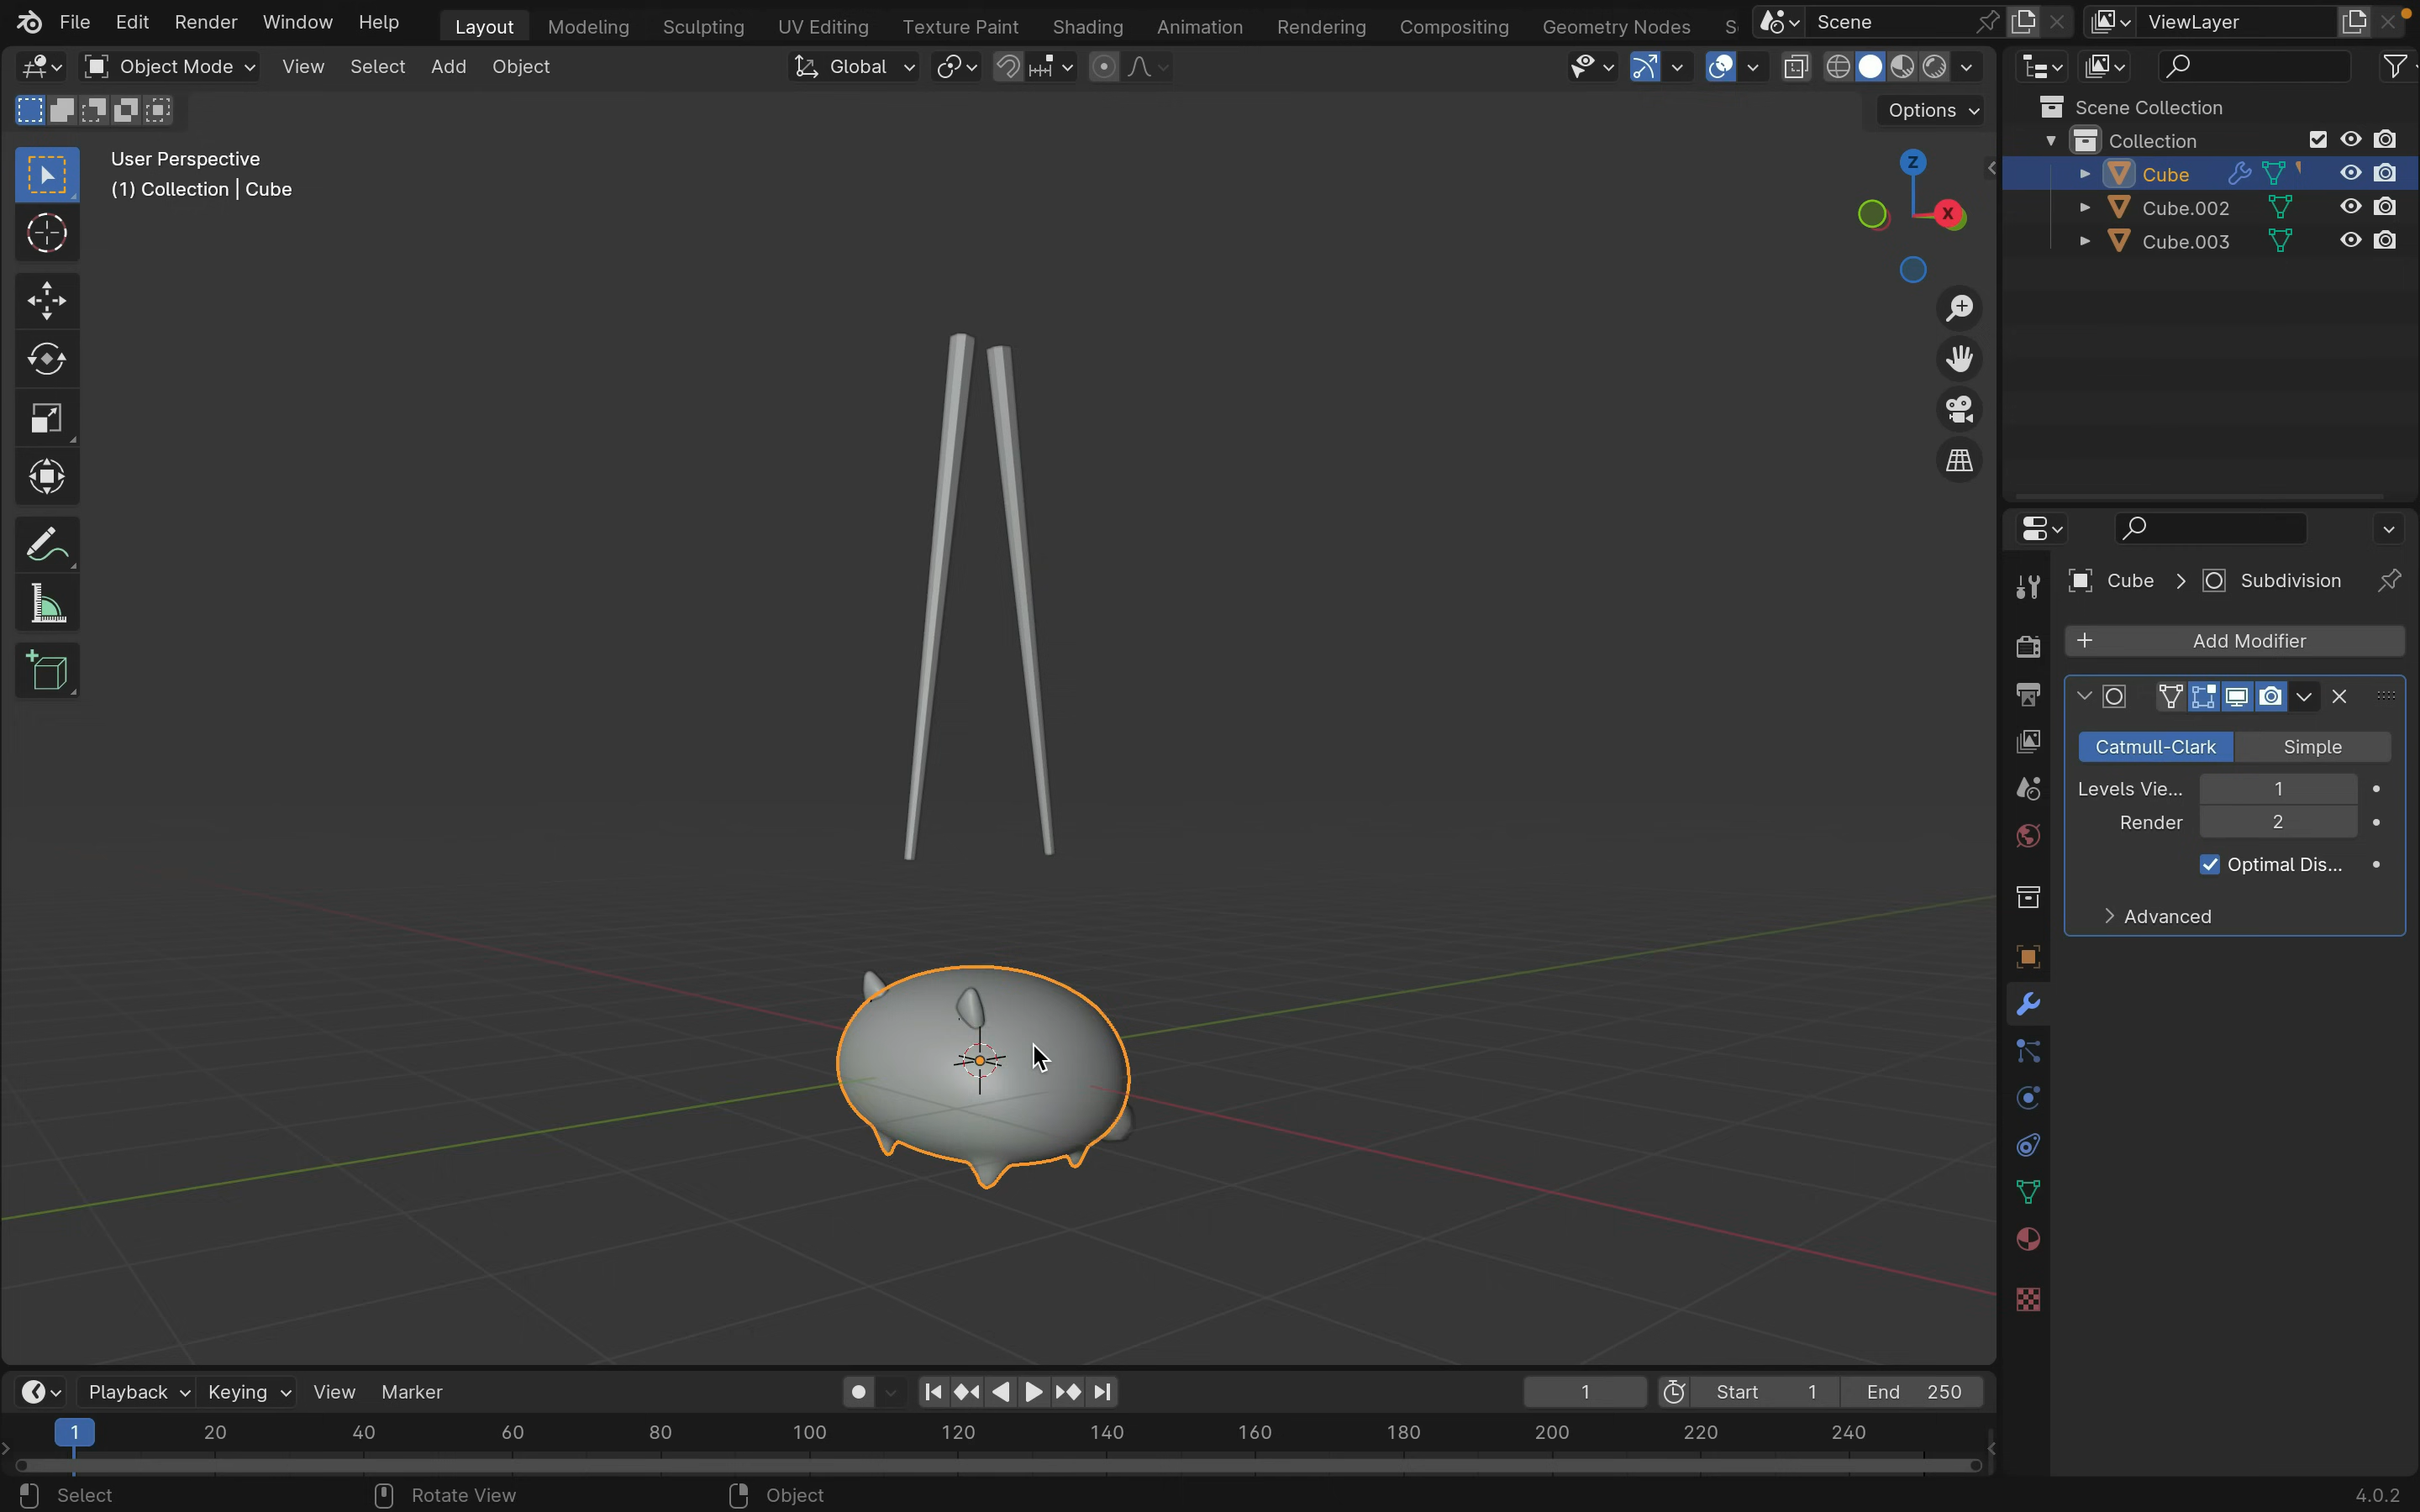 File Edit Render Window Help Layout Modeling Sculpting UV Editing Texture Paint Shading Animation Rendering Compositing Geometry Nodes Scene ViewLayer
Object Mode View Select Add Object Global
Options
User Perspective
(1) Collection | Cube
Z
X
Scene Collection
Collection
Cube
Cube.002
Cube.003
Cube > Subdivision
+ Add Modifier
Catmull-Clark Simple
Levels Vie... 1
Render 2
Optimal Dis...
Advanced
Playback Keying View Marker 1 Start 1 End 250
1 20 40 60 80 100 120 140 160 180 200 220 240
Select Rotate View Object 4.0.2